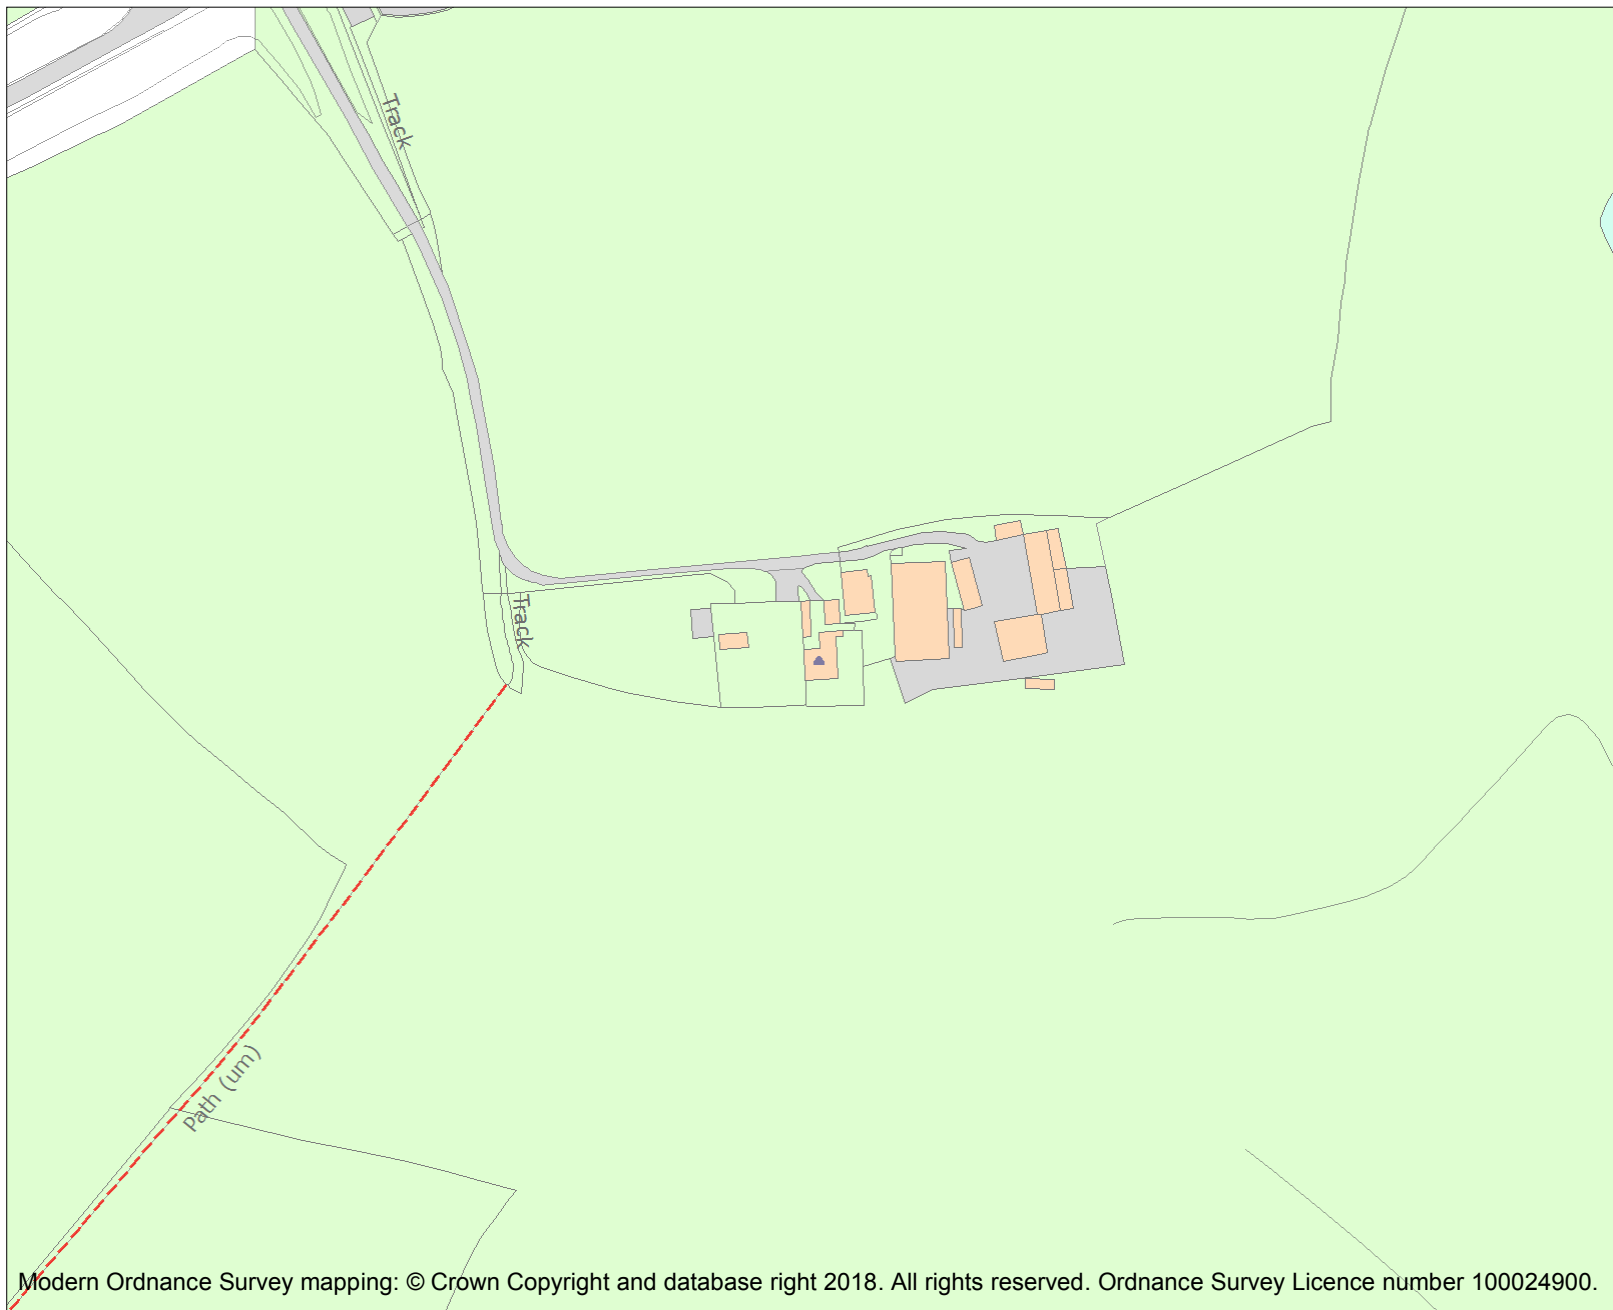 Track
Track
Path (um)
Modern Ordnance Survey mapping: © Crown Copyright and database right 2018. All rights reserved. Ordnance Survey Licence number 100024900.